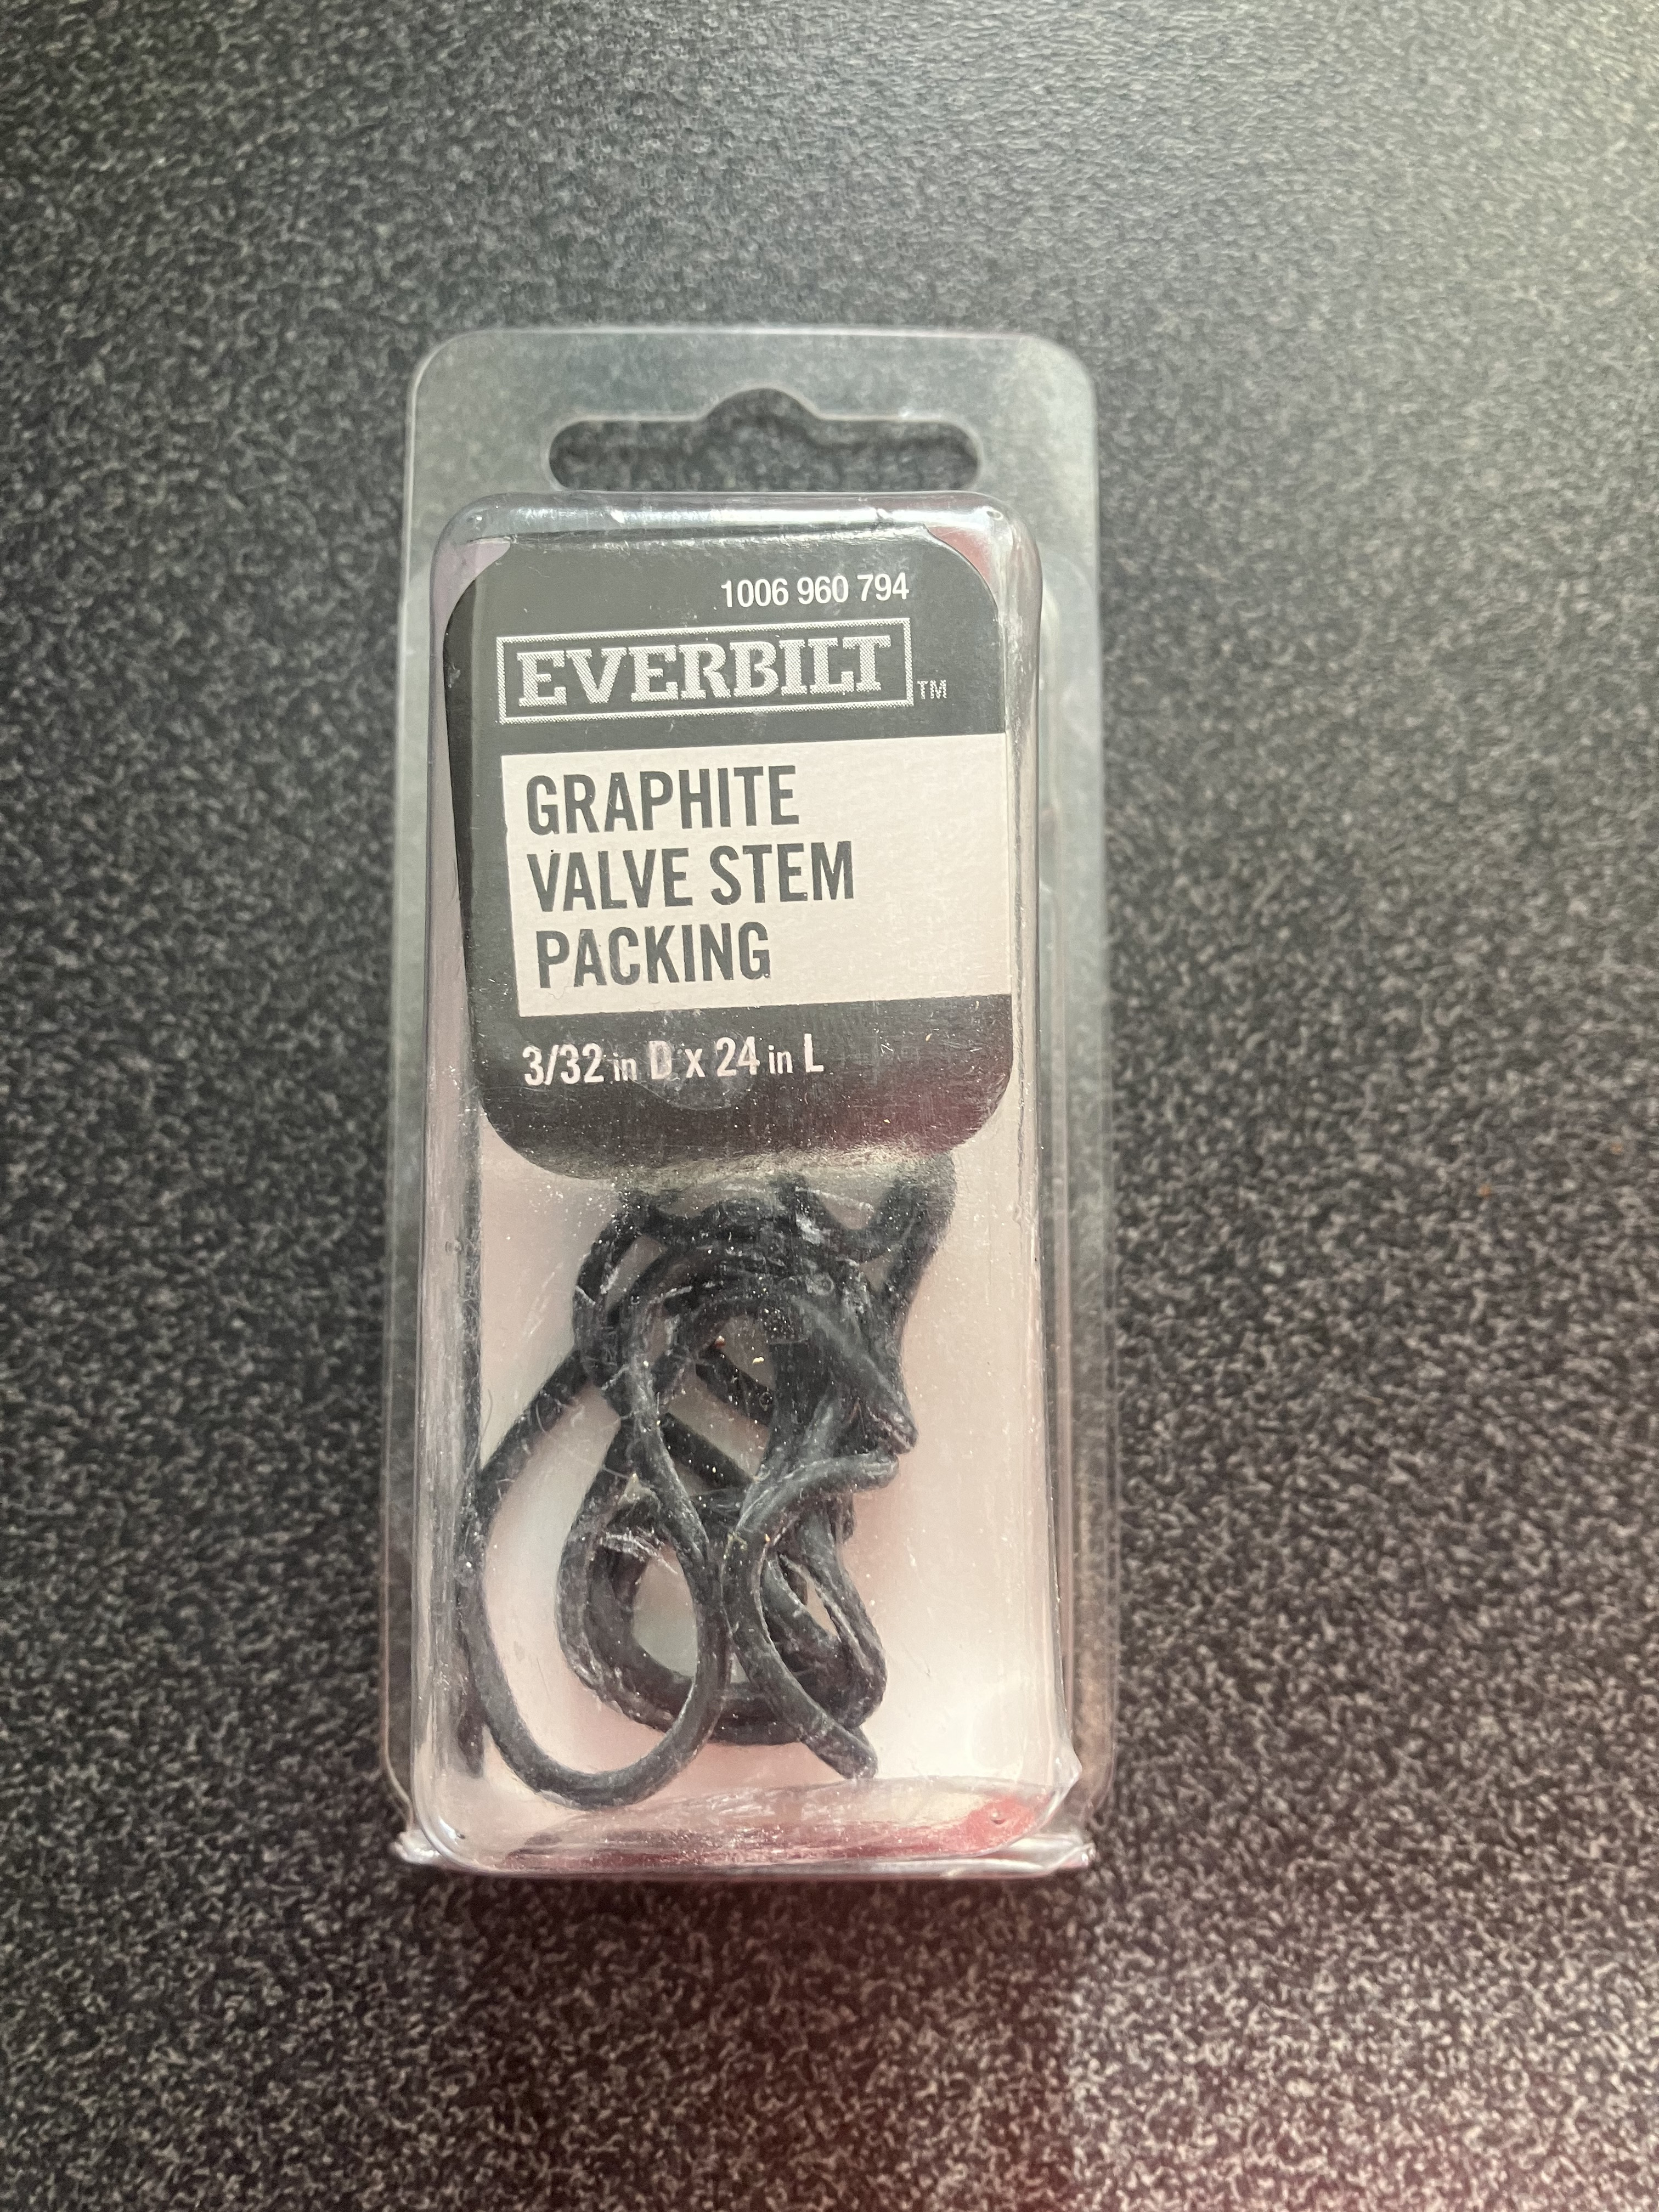 1006 960 794
EVERBILT TM
GRAPHITE
VALVE STEM
PACKING
3/32 in D x 24 in L